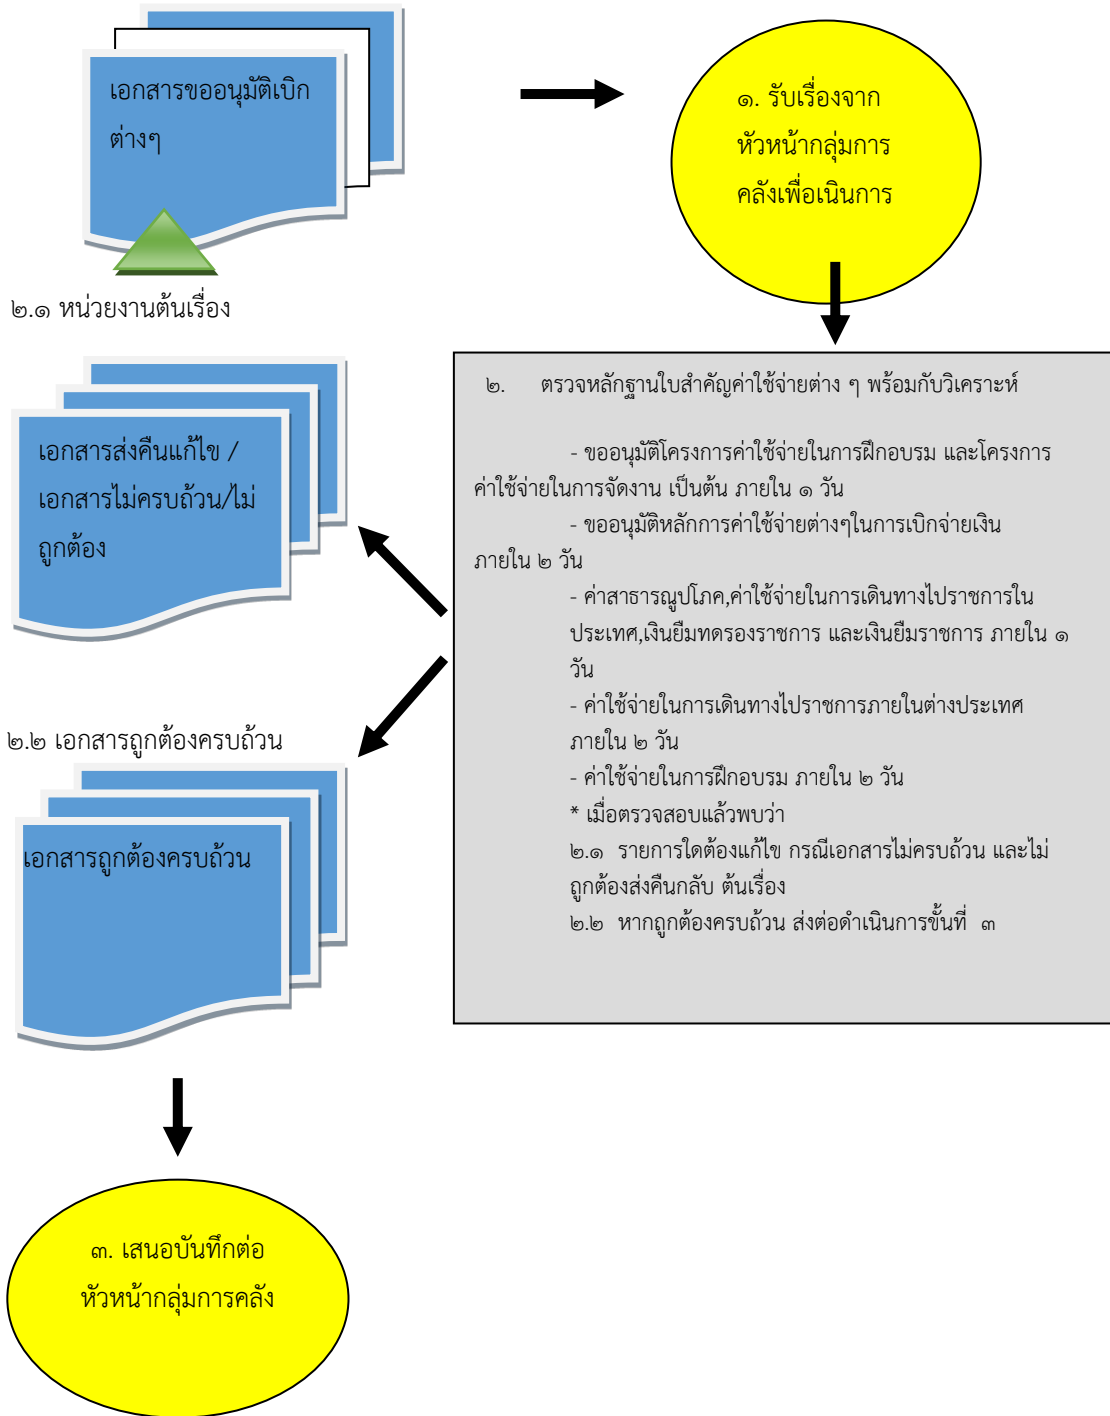 เอกสารขออนุมัติเบิก
ต่างๆ
๑. รับเรื่องจาก
หัวหน้ากลุ่มการ
คลังเพื่อเนินการ
๒.๑ หน่วยงานต้นเรื่อง
เอกสารส่งคืนแก้ไข /
เอกสารไม่ครบถ้วน/ไม่
ถูกต้อง
๒. ตรวจหลักฐานใบสำคัญค่าใช้จ่ายต่าง ๆ พร้อมกับวิเคราะห์
- ขออนุมัติโครงการค่าใช้จ่ายในการฝึกอบรม และโครงการ
ค่าใช้จ่ายในการจัดงาน เป็นต้น ภายใน ๑ วัน
- ขออนุมัติหลักการค่าใช้จ่ายต่างๆในการเบิกจ่ายเงิน
ภายใน ๒ วัน
- ค่าสาธารณูปโภค,ค่าใช้จ่ายในการเดินทางไปราชการใน
ประเทศ,เงินยืมทดรองราชการ และเงินยืมราชการ ภายใน ๑
วัน
- ค่าใช้จ่ายในการเดินทางไปราชการภายในต่างประเทศ
ภายใน ๒ วัน
- ค่าใช้จ่ายในการฝึกอบรม ภายใน ๒ วัน
* เมื่อตรวจสอบแล้วพบว่า
๒.๑ รายการใดต้องแก้ไข กรณีเอกสารไม่ครบถ้วน และไม่
ถูกต้องส่งคืนกลับ ต้นเรื่อง
๒.๒ หากถูกต้องครบถ้วน ส่งต่อดำเนินการขั้นที่ ๓
๒.๒ เอกสารถูกต้องครบถ้วน
เอกสารถูกต้องครบถ้วน
๓. เสนอบันทึกต่อ
หัวหน้ากลุ่มการคลัง